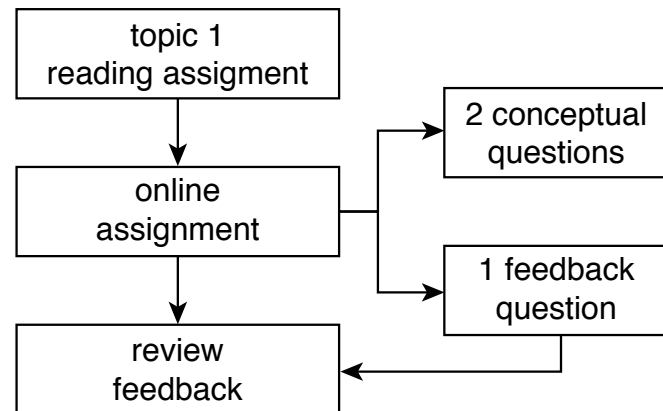 topic 1
reading assigment
2 conceptual
questions
online
assignment
1 feedback
question
review
feedback